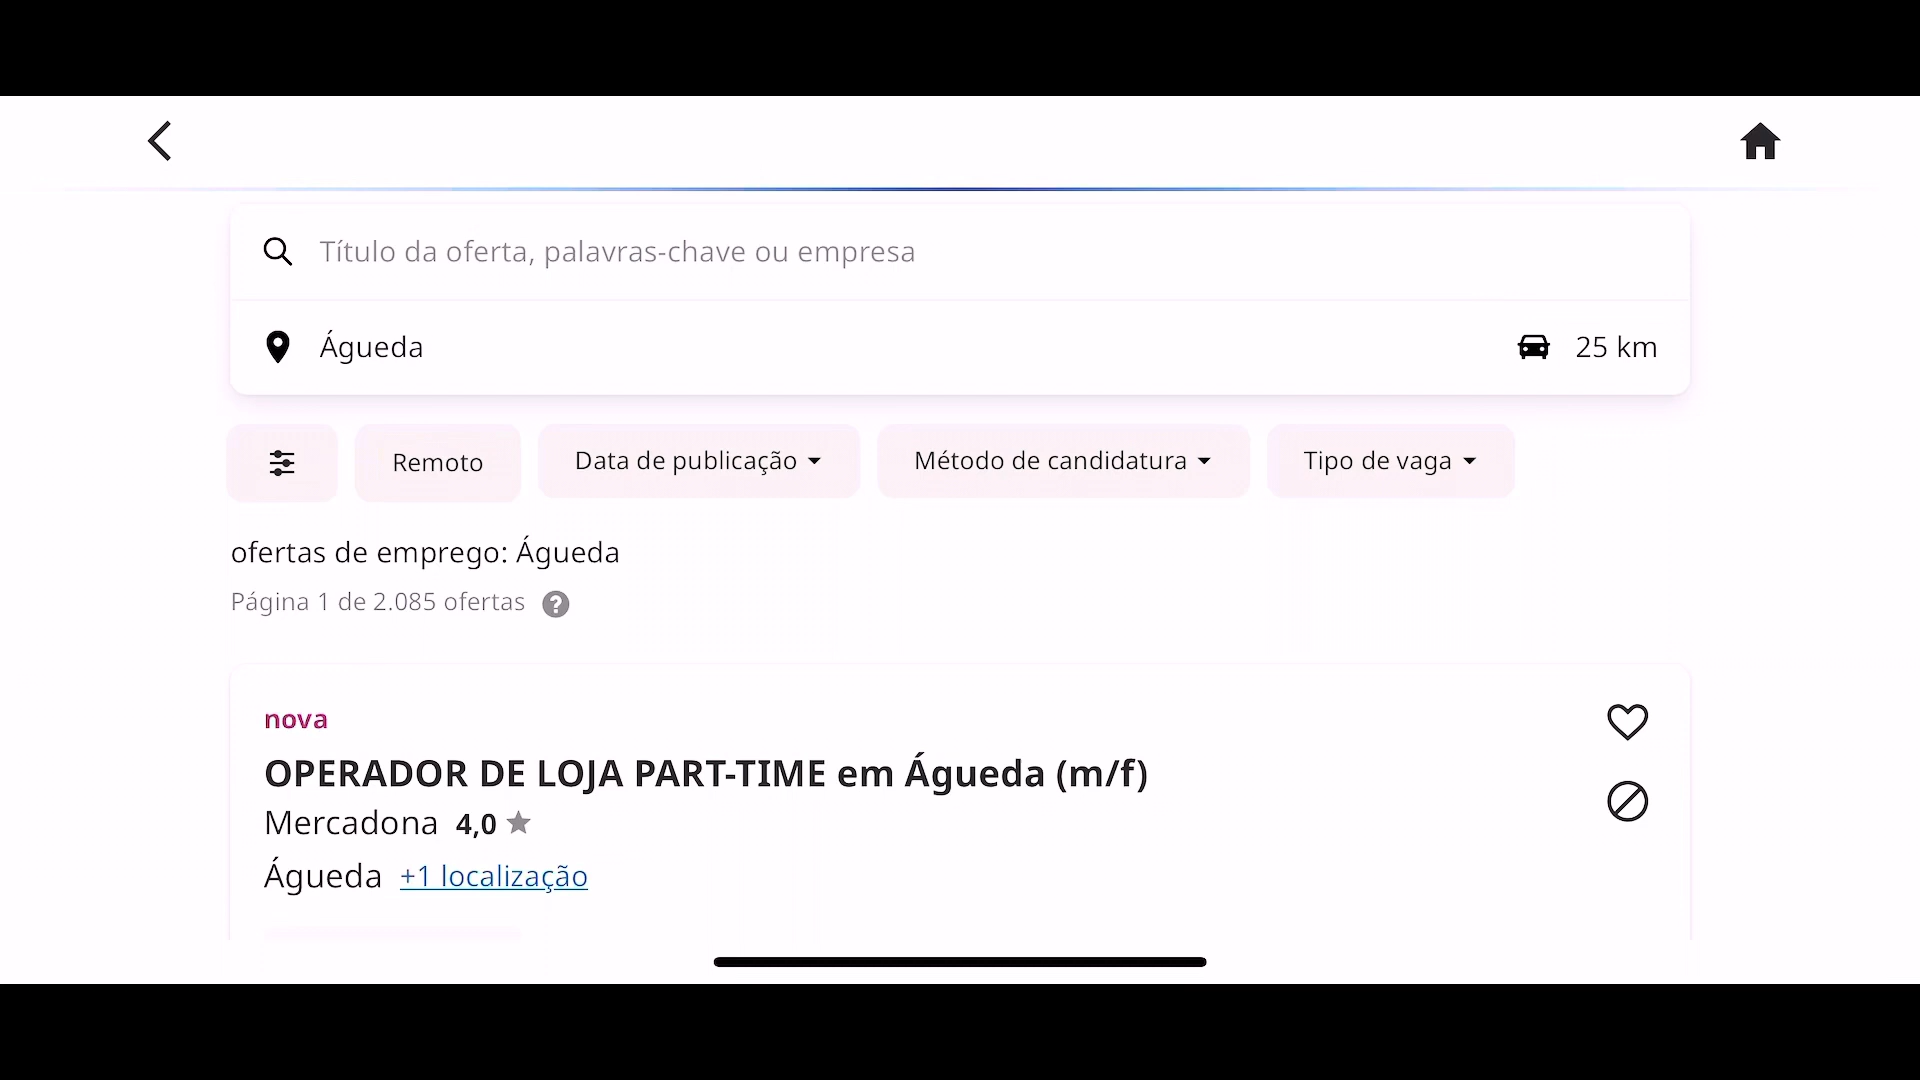 Título da oferta, palavras-chave ou empresa
Águeda 25 km
Remoto Data de publicação Método de candidatura Tipo de vaga
ofertas de emprego: Águeda
Página 1 de 2.085 ofertas ?
nova
OPERADOR DE LOJA PART-TIME em Águeda (m/f)
Mercadona 4,0
Águeda +1 localização